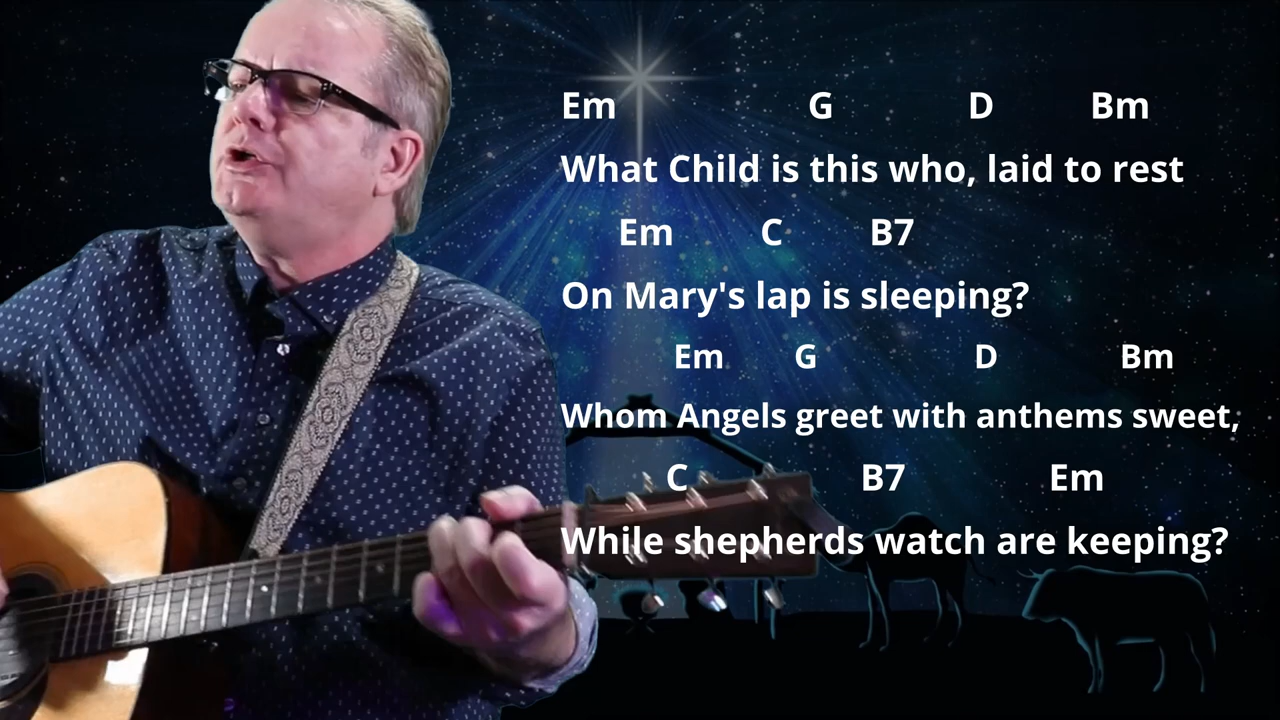 Em G D Bm
What Child is this who, laid to rest
Em C B7
On Mary's lap is sleeping?
Em G D Bm
Whom Angels greet with anthems sweet,
C B7 Em
While shepherds watch are keeping?